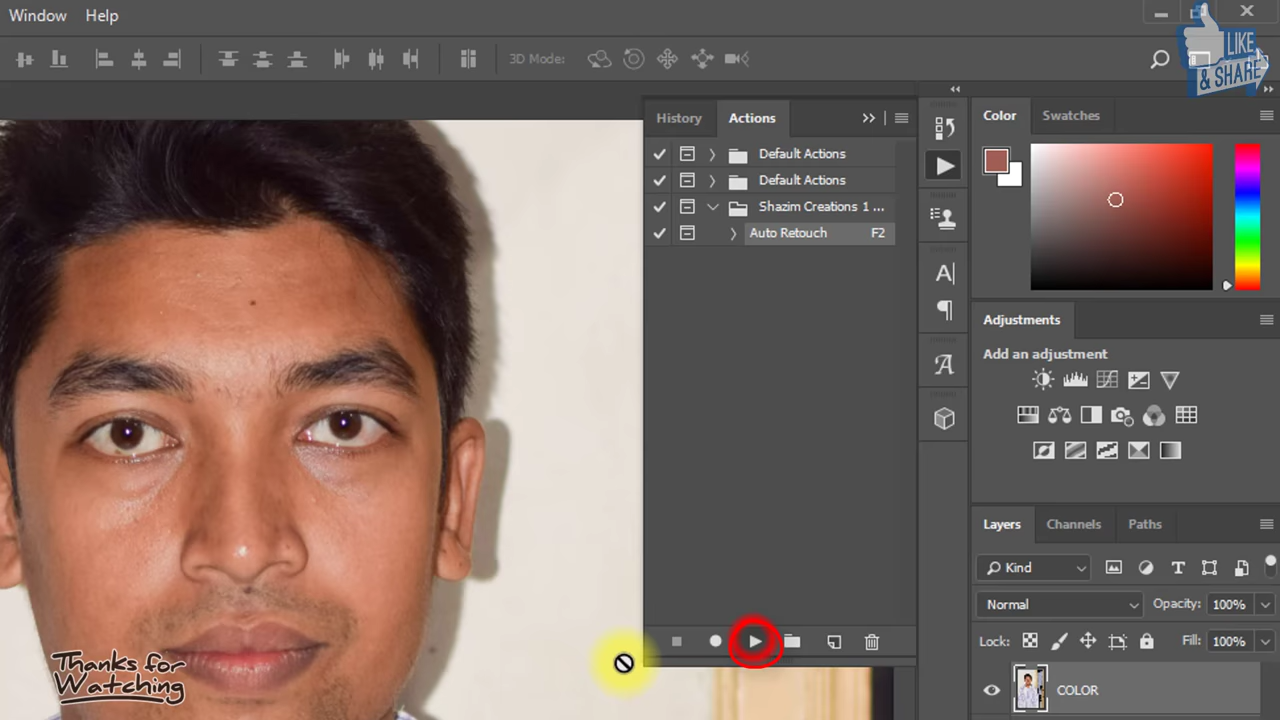 Window Help
LIKE
& SHARE
3D Mode:
History Actions
Color Swatches
Default Actions
Default Actions
Shazim Creations 1 ...
Auto Retouch F2
A
¶
A
Adjustments
Add an adjustment
Layers Channels Paths
Kind
T
Normal Opacity: 100%
Lock: Fill: 100%
COLOR
Thanks for
Watching